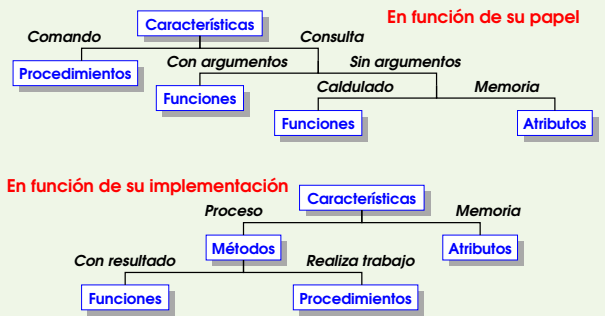 En función de su papel
Características
Comando
Consulta
Procedimientos
Con argumentos
Sin argumentos
Funciones
Caldulado
Memoria
Funciones
Atributos
En función de su implementación
Características
Proceso
Memoria
Métodos
Atributos
Con resultado
Realiza trabajo
Funciones
Procedimientos